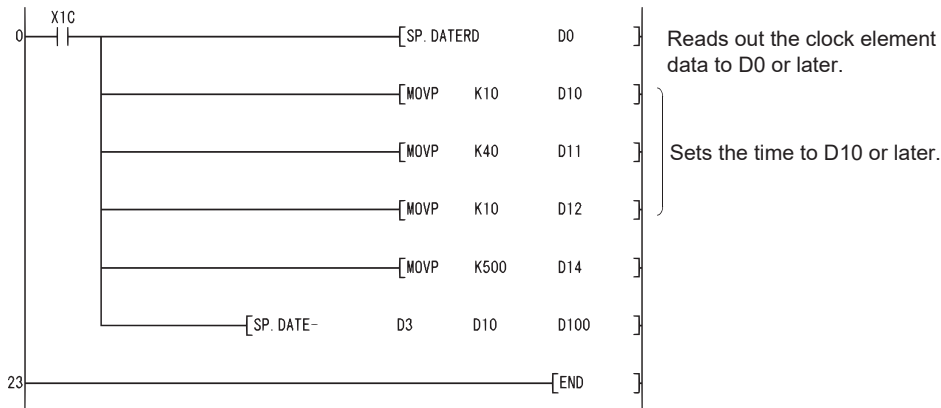 X1C
0 SP. DATERD D0 Reads out the clock element
data to D0 or later.
MOVP K10 D10
MOVP K40 D11 Sets the time to D10 or later.
MOVP K10 D12
MOVP K500 D14
SP. DATE- D3 D10 D100
23 END